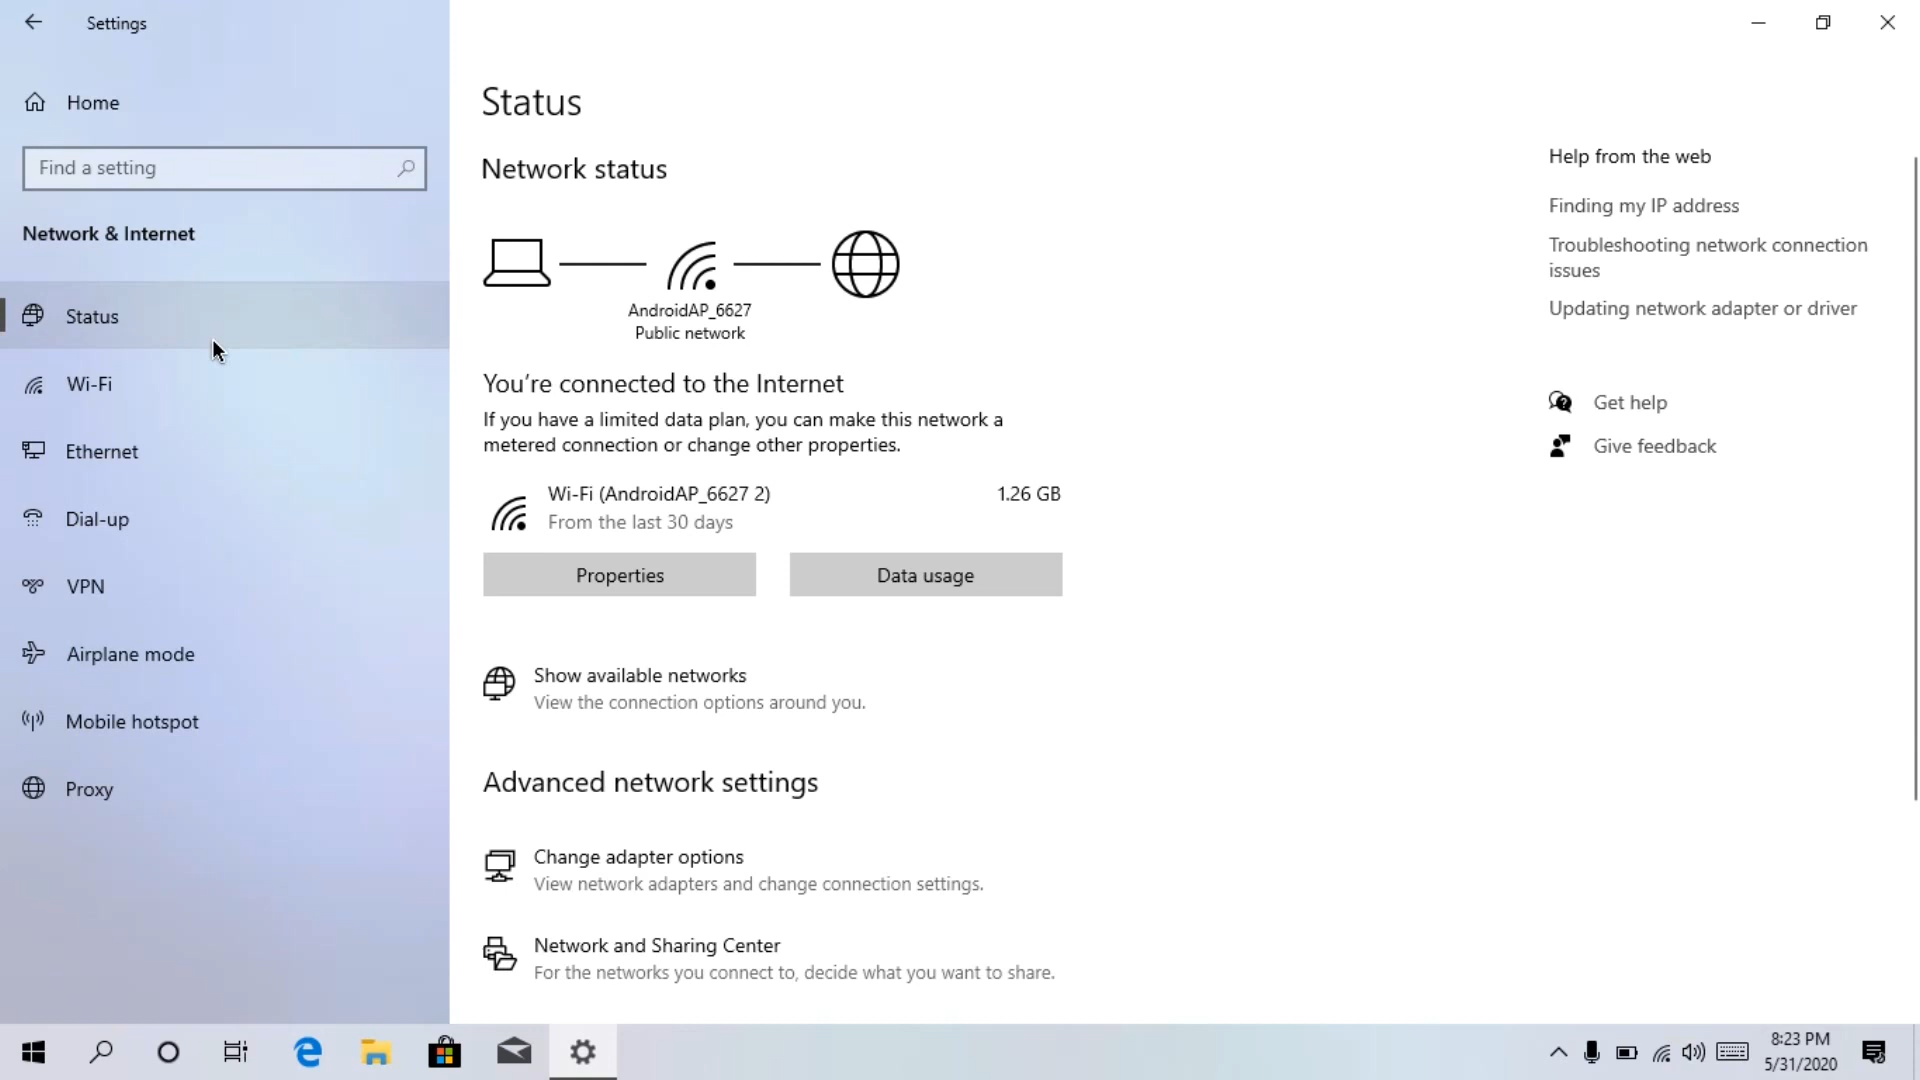 Settings
Home
Find a setting
Network & Internet
Status
Wi-Fi
Ethernet
Dial-up
VPN
Airplane mode
Mobile hotspot
Proxy
Status
Network status
AndroidAP_6627
Public network
You’re connected to the Internet
If you have a limited data plan, you can make this network a
metered connection or change other properties.
Wi-Fi (AndroidAP_6627 2)
1.26 GB
From the last 30 days
Properties
Data usage
Show available networks
View the connection options around you.
Advanced network settings
Change adapter options
View network adapters and change connection settings.
Network and Sharing Center
For the networks you connect to, decide what you want to share.
Help from the web
Finding my IP address
Troubleshooting network connection
issues
Updating network adapter or driver
Get help
Give feedback
8:23 PM
5/31/2020